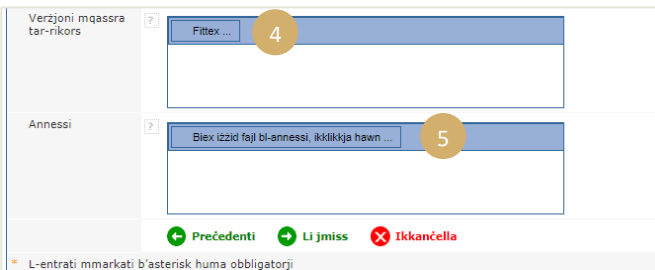 Verżjoni mqassra
tar-rikors
?
Fittex ...
4
Annessi
?
Biex iżżid fajl bl-annessi, ikklikkja hawn ...
5
Preċedenti Li jmiss Ikkanċella
* L-entrati mmarkati b'asterisk huma obbligatorji